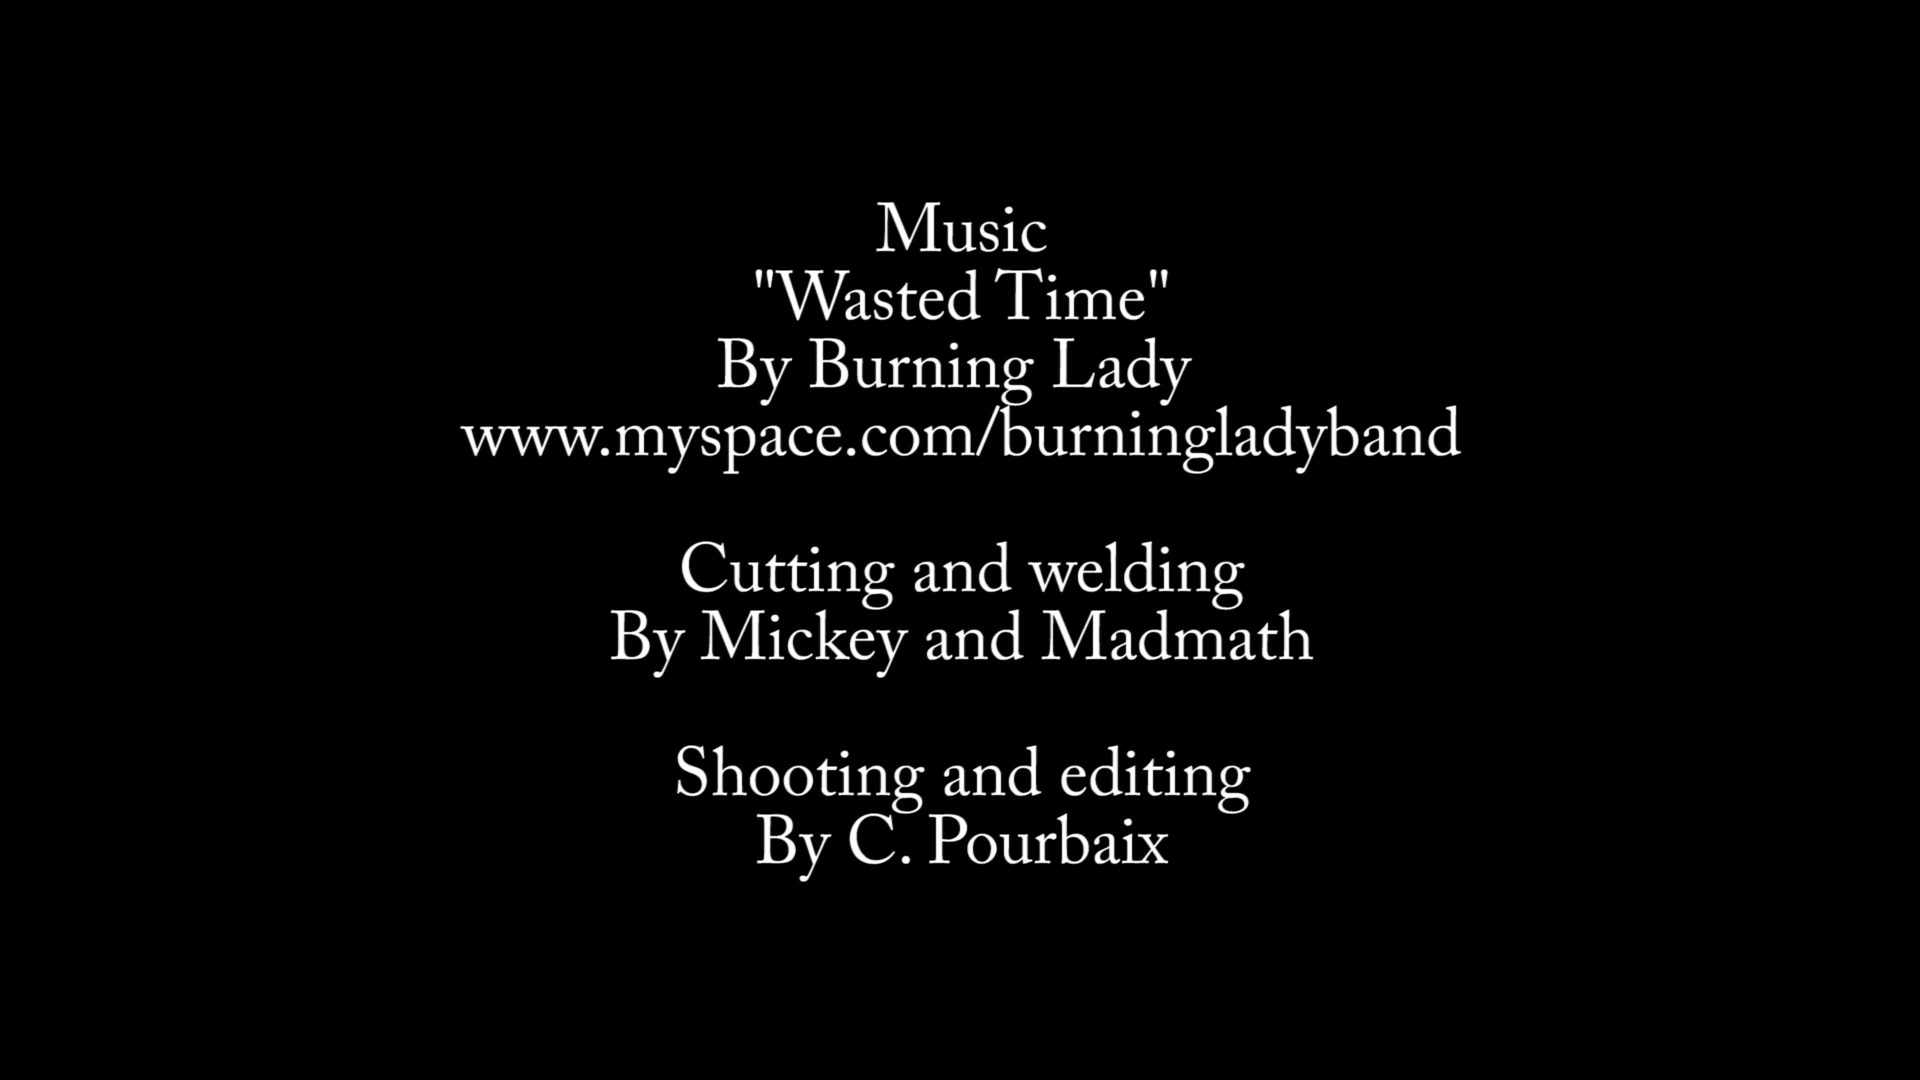 Music
"Wasted Time"
By Burning Lady
www.myspace.com/burningladyband
Cutting and welding
By Mickey and Madmath
Shooting and editing
By C. Pourbaix